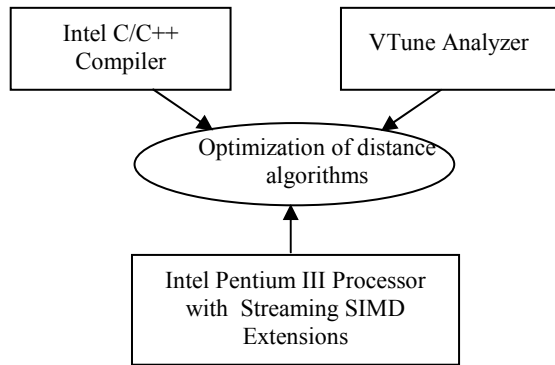 Intel C/C++
Compiler
VTune Analyzer
Optimization of distance
algorithms
Intel Pentium III Processor
with Streaming SIMD
Extensions